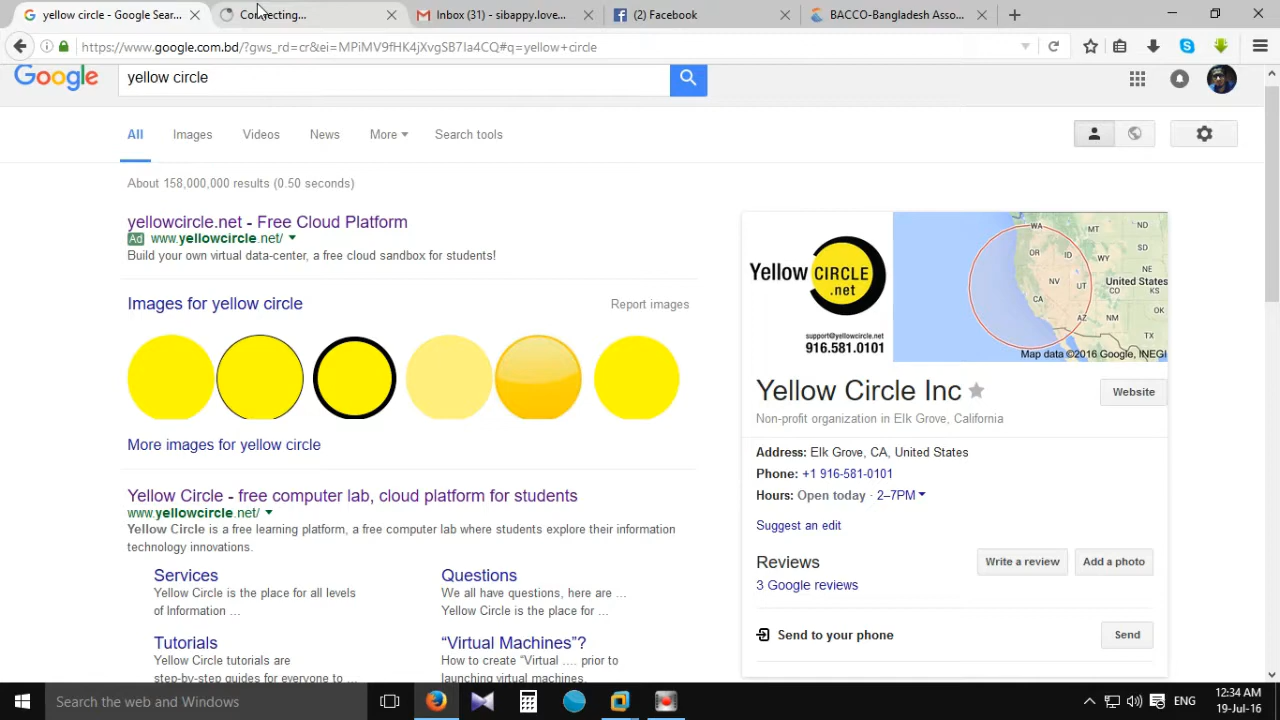 yellow circle - Google Sear...
Connecting...
Inbox (31) - sibappy.love...
(2) Facebook
BACCO-Bangladesh Asso...
https://www.google.com.bd/?gws_rd=cr&ei=MPiMV9fHK4jXvgSB7Ia4CQ#q=yellow+circle
Google
yellow circle
All
Images
Videos
News
More
Search tools
About 158,000,000 results (0.50 seconds)
yellowcircle.net - Free Cloud Platform
Ad www.yellowcircle.net/
Build your own virtual data-center, a free cloud sandbox for students!
Images for yellow circle
Report images
More images for yellow circle
Yellow Circle - free computer lab, cloud platform for students
www.yellowcircle.net/
Yellow Circle is a free learning platform, a free computer lab where students explore their information
technology innovations.
Services
Yellow Circle is the place for all levels
of Information ...
Questions
We all have questions, here are ...
Yellow Circle is the place for ...
Tutorials
Yellow Circle tutorials are
step-by-step guides for everyone to ...
“Virtual Machines”?
How to create “Virtual .... prior to
launching virtual machines.
Yellow CIRCLE
.net
support@yellowcircle.net
916.581.0101
WA
MT
ND
OR
ID
SD
WY
NE
NV
UT
United States
CO
KS
CA
AZ
NM
OK
TX
Map data ©2016 Google, INEGI
Yellow Circle Inc
Website
Non-profit organization in Elk Grove, California
Address: Elk Grove, CA, United States
Phone: +1 916-581-0101
Hours: Open today · 2–7PM
Suggest an edit
Reviews
Write a review
Add a photo
3 Google reviews
Send to your phone
Send
Search the web and Windows
ENG
12:34 AM
19-Jul-16